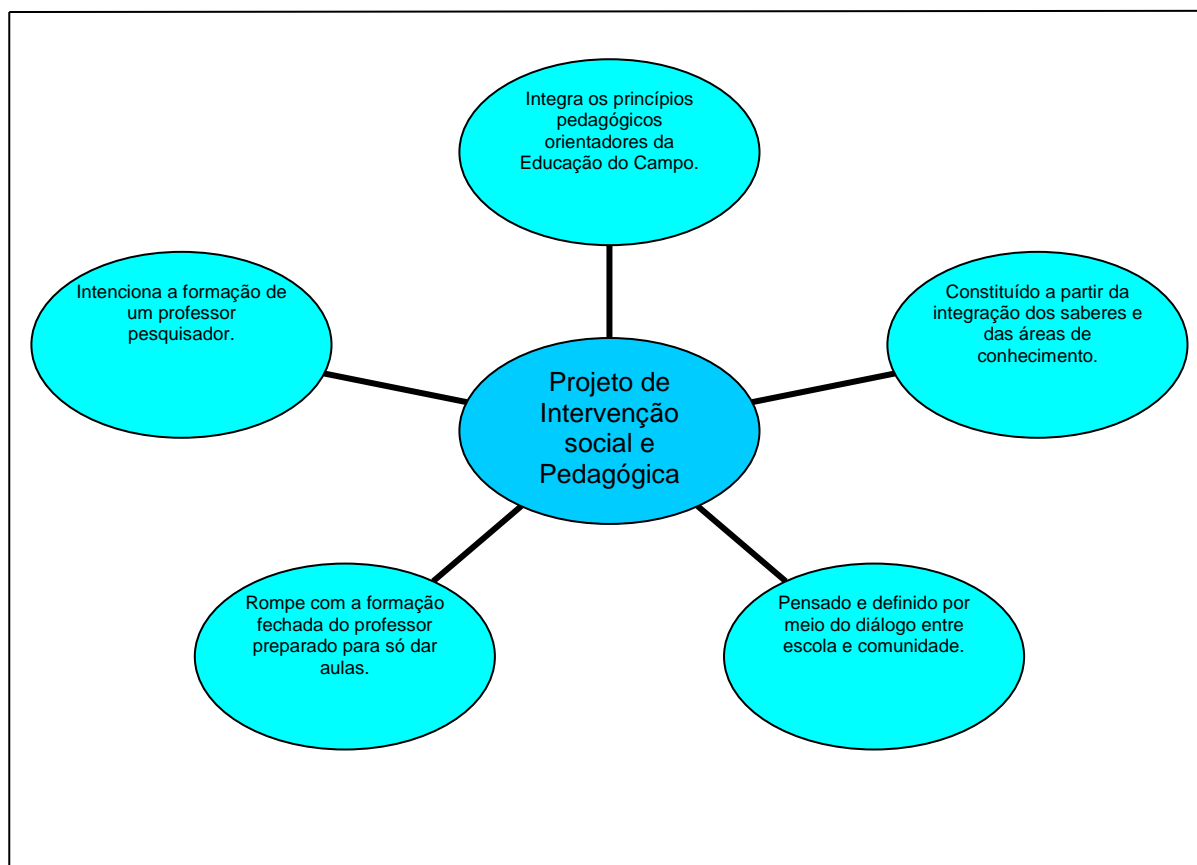 Integra os princípios
pedagógicos
orientadores da
Educação do Campo.
Intenciona a formação de
um professor
pesquisador.
Constituído a partir da
integração dos saberes e
das áreas de
conhecimento.
Projeto de
Intervenção
social e
Pedagógica
Rompe com a formação
fechada do professor
preparado para só dar
aulas.
Pensado e definido por
meio do diálogo entre
escola e comunidade.